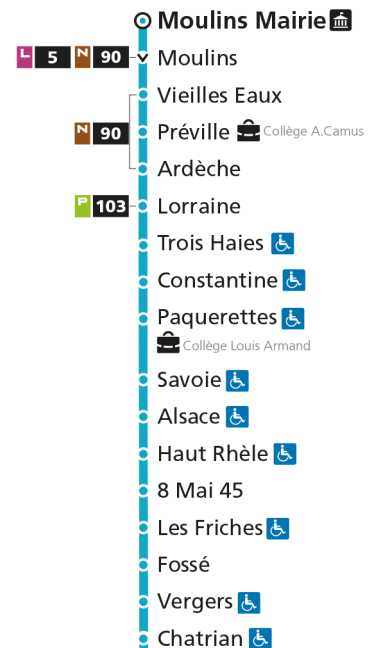 Moulins Mairie
L 5 N 90 Moulins
Vieilles Eaux
N 90 Préville Collège A.Camus
Ardèche
P 103 Lorraine
Trois Haies
Constantine
Paquerettes
Collège Louis Armand
Savoie
Alsace
Haut Rhèle
8 Mai 45
Les Friches
Fossé
Vergers
Chatrian